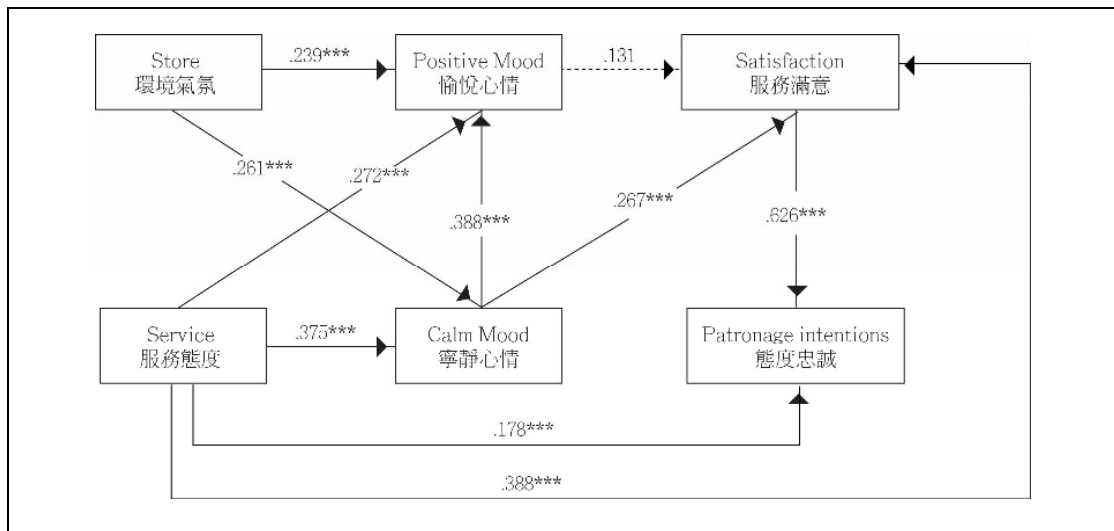 Store
環境氣氛
.239***
Positive Mood
愉悅心情
.131
Satisfaction
服務滿意
.261***
.272***
.388***
.267***
.626***
Service
服務態度
.375***
Calm Mood
寧靜心情
Patronage intentions
態度忠誠
.178***
.388***